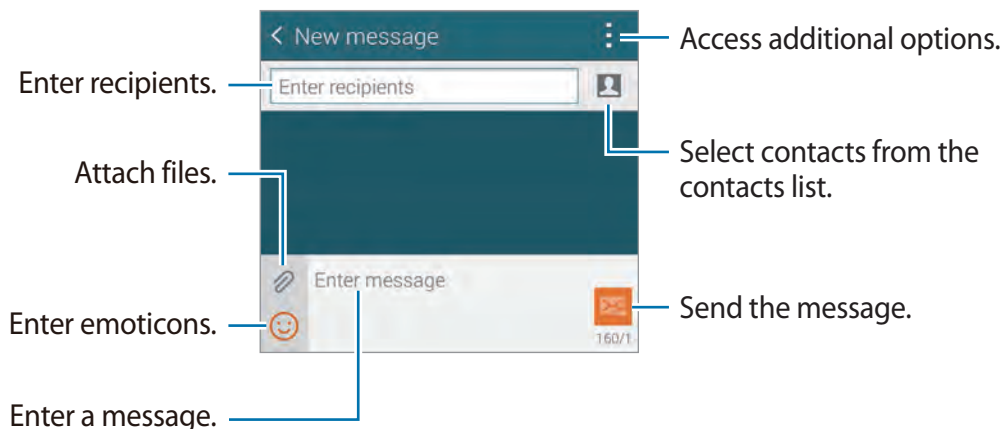 New message
Access additional options.
Enter recipients.
Enter recipients
Select contacts from the
contacts list.
Attach files.
Enter message
Send the message.
Enter emoticons.
160/1
Enter a message.